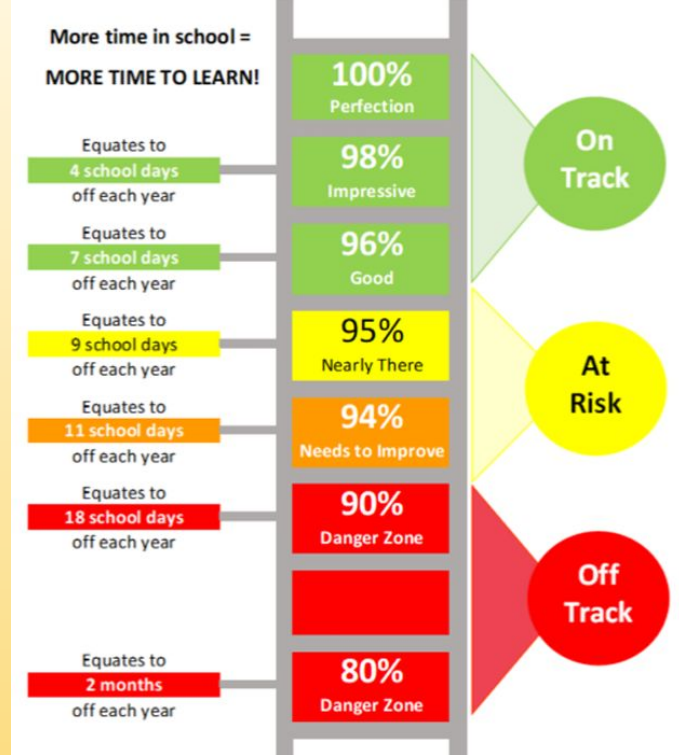 More time in school =
MORE TIME TO LEARN!
100%
Perfection
Equates to
4 school days
off each year
98%
Impressive
On
Track
Equates to
7 school days
off each year
96%
Good
Equates to
9 school days
off each year
95%
Nearly There
At
Risk
Equates to
11 school days
off each year
94%
Needs to Improve
Equates to
18 school days
off each year
90%
Danger Zone
Off
Track
Equates to
2 months
off each year
80%
Danger Zone